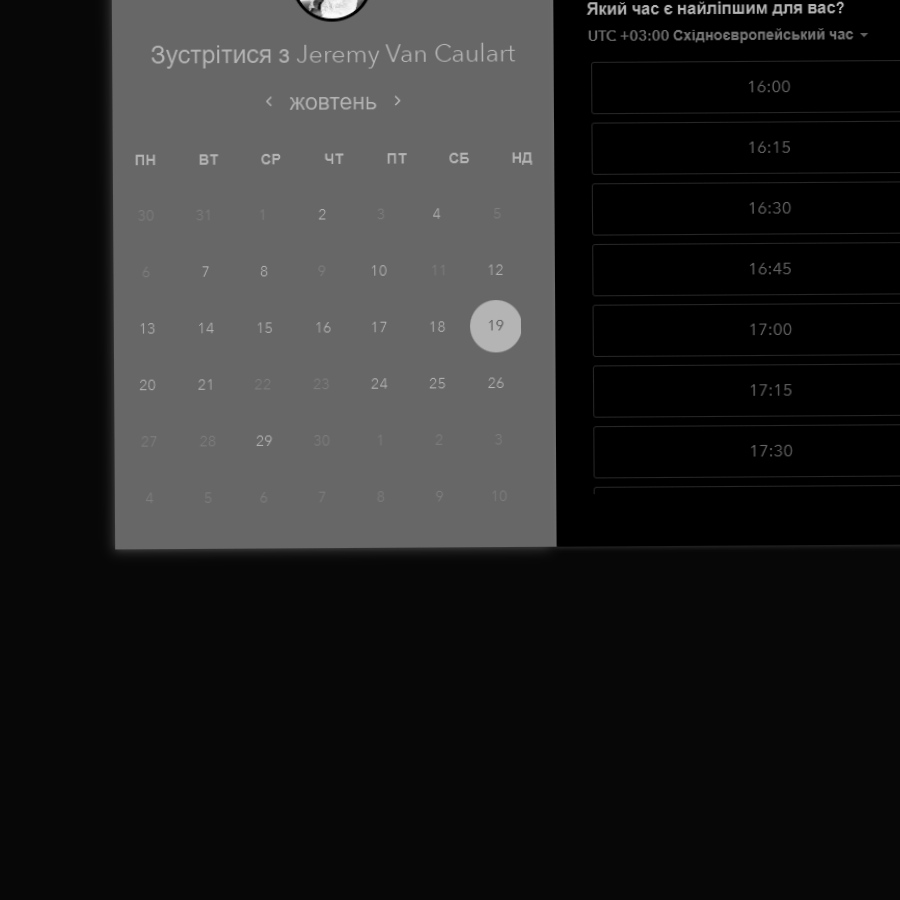 Зустрітися з Jeremy Van Caulart
‹ жовтень ›
ПН ВТ СР ЧТ ПТ СБ НД
30 31 1 2 3 4 5
6 7 8 9 10 11 12
13 14 15 16 17 18 19
20 21 22 23 24 25 26
27 28 29 30 1 2 3
4 5 6 7 8 9 10
Який час є найліпшим для вас?
UTC +03:00 Східноєвропейський час
16:00
16:15
16:30
16:45
17:00
17:15
17:30